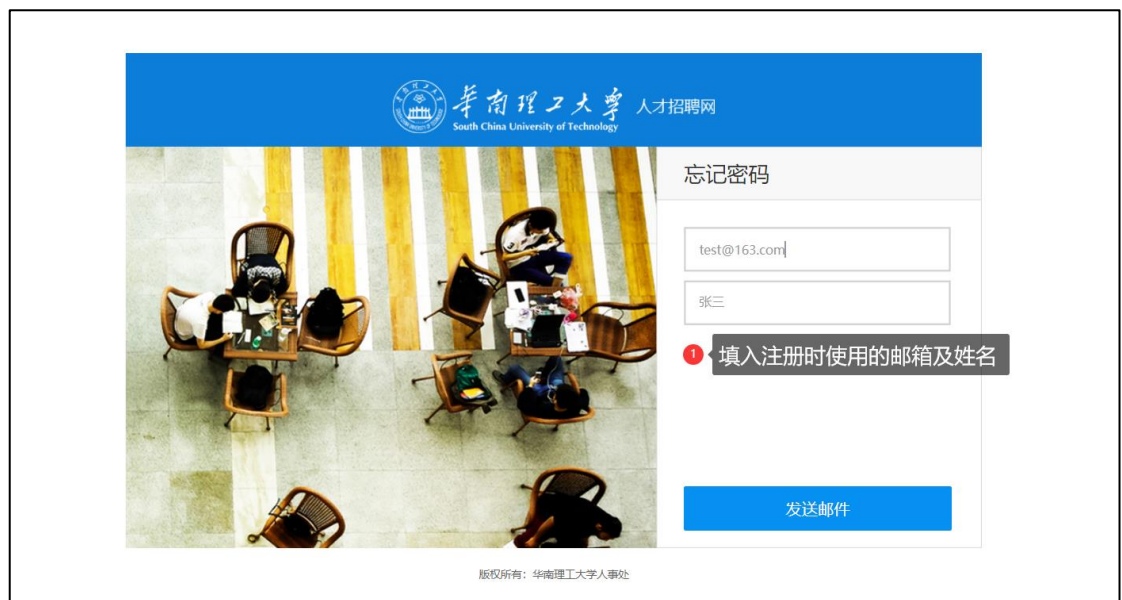 华南理工大学 人才招聘网
South China University of Technology
忘记密码
test@163.com
张三
1 填入注册时使用的邮箱及姓名
发送邮件
版权所有：华南理工大学人事处